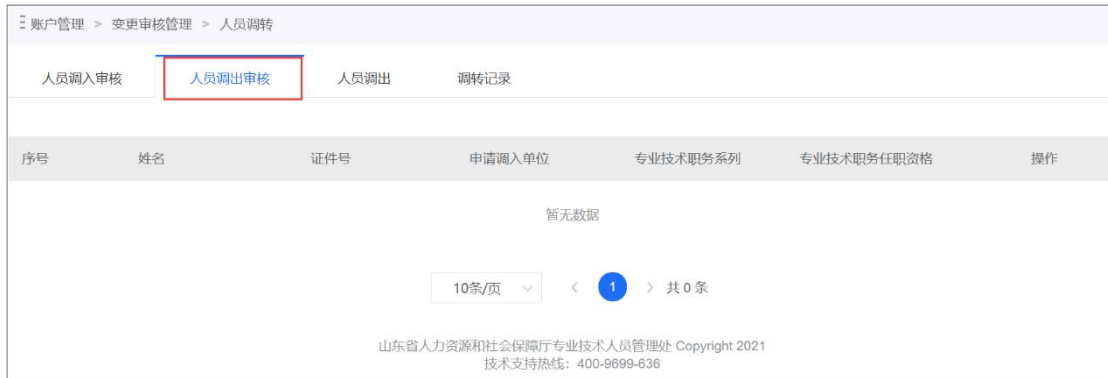 账户管理 > 变更审核管理 > 人员调转
人员调入审核 人员调出审核 人员调出 调转记录
序号 姓名 证件号 申请调入单位 专业技术职务系列 专业技术职务任职资格 操作
暂无数据
10条/页 < 1 > 共 0 条
山东省人力资源和社会保障厅专业技术人员管理处 Copyright 2021
技术支持热线：400-9699-636